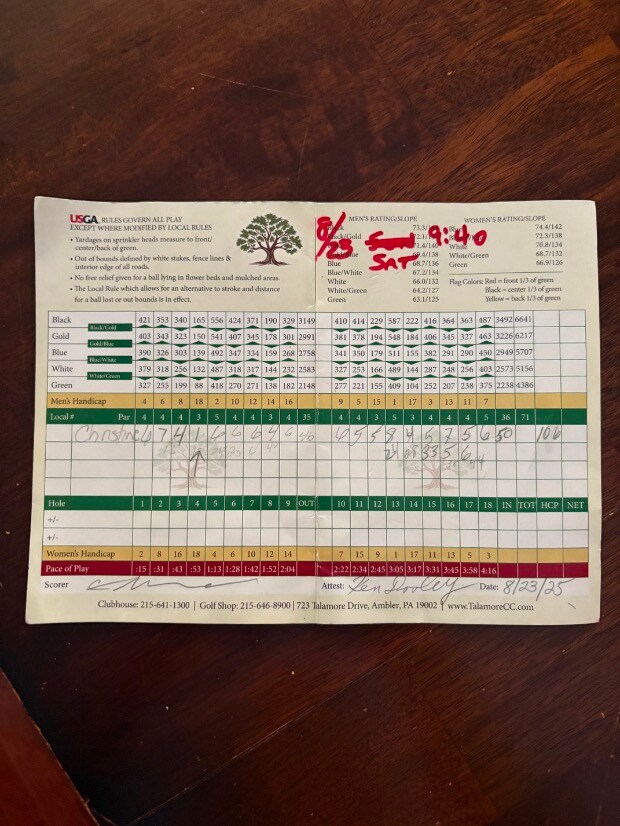 USGA RULES GOVERN ALL PLAY
EXCEPT WHERE MODIFIED BY LOCAL RULES
• Yardages on sprinkler heads measure to front/
center/back of green.
• Out of bounds defined by white stakes, fence lines &
interior edge of all roads.
• No free relief given for a ball lying in flower beds and mulched areas.
• The Local Rule which allows for an alternative to stroke and distance
for a ball lost or out bounds is in effect.
8/23 Sun SAT 9:40
MEN'S RATING/SLOPE
Blue 68.7/136
Blue/White 67.2/134
White 66.0/132
White/Green 64.2/127
Green 63.1/125
WOMEN'S RATING/SLOPE
74.4/142
72.3/138
White 70.8/134
White/Green 68.7/132
Green 66.9/126
Flag Colors: Red = front 1/3 of green
Black = center 1/3 of green
Yellow = back 1/3 of green
Black 421 353 340 165 556 424 371 190 329 3149 410 414 229 587 222 416 364 363 487 3492 6641
Black/Gold
Gold 403 343 323 150 541 407 345 178 301 2991 381 378 194 548 184 406 345 327 463 3226 6217
Gold/Blue
Blue 390 326 303 139 492 347 334 159 268 2758 341 350 179 511 155 382 291 290 450 2949 5707
Blue/White
White 379 318 256 132 487 318 317 144 232 2583 327 253 166 489 144 287 248 256 403 2573 5156
White/Green
Green 327 255 199 88 418 270 271 138 182 2148 277 221 155 409 104 252 207 238 375 2238 4386
Men's Handicap 4 6 8 18 2 10 12 14 16 9 5 15 1 17 3 13 11 7
Local # Par 4 4 4 3 5 4 4 3 4 35 4 4 3 5 3 4 4 4 5 36 71
Christine 6 7 4 1 6 6 6 4 6 5 5 8 4 5 7 5 6 50 106
Hole 1 2 3 4 5 6 7 8 9 OUT 10 11 12 13 14 15 16 17 18 IN TOT HCP NET
+/-
+/-
Women's Handicap 2 8 16 18 4 6 10 12 14 7 15 9 1 17 11 13 5 3
Pace of Play :15 :31 :43 :53 1:13 1:28 1:42 1:52 2:04 2:22 2:34 2:45 3:05 3:17 3:31 3:45 3:58 4:16
Scorer Attest: Ken Dooley Date: 8/23/25
Clubhouse: 215-641-1300 | Golf Shop: 215-646-8900 | 723 Talamore Drive, Ambler, PA 19002 | www.TalamoreCC.com